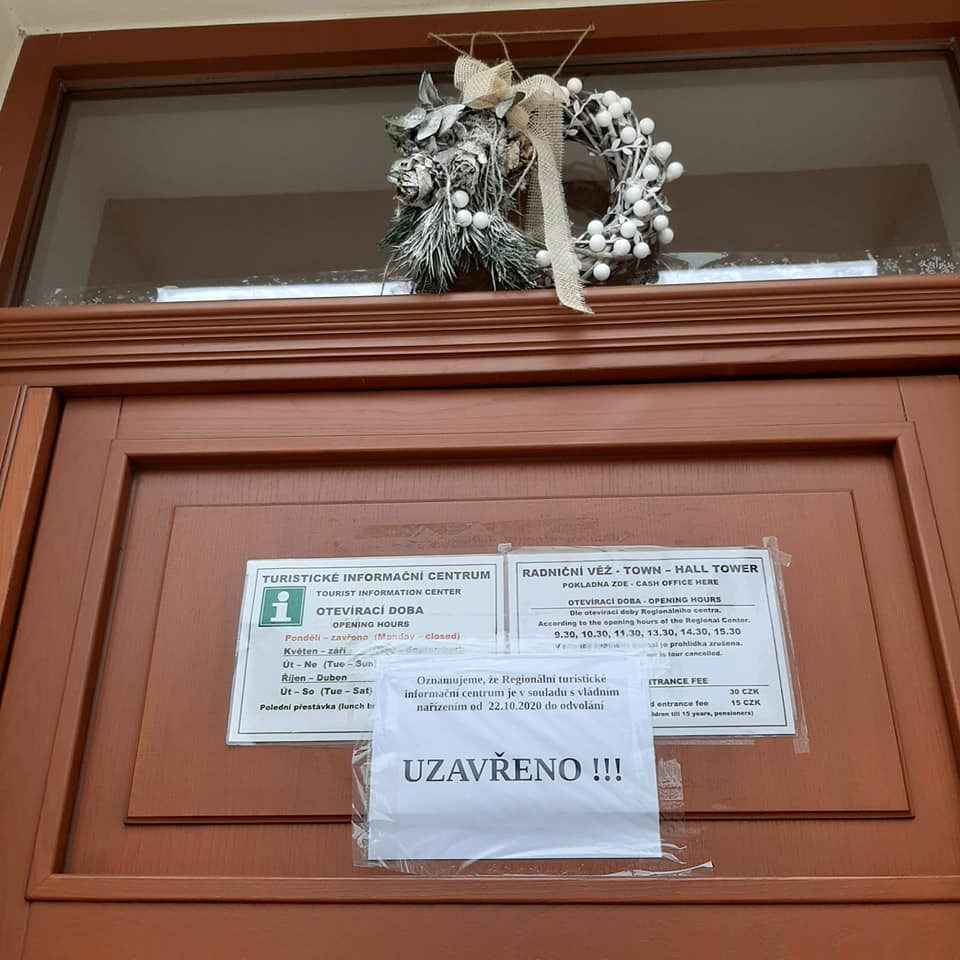 TURISTICKÉ INFORMAČNÍ CENTRUM
TOURIST INFORMATION CENTER
i
OTEVÍRACÍ DOBA
OPENING HOURS
Pondělí – zavřeno (Monday – closed)
Květen – září
Út – Ne (Tue – Sun)
Říjen – Duben
Út – So (Tue – Sat)
Polední přestávka (lunch
RADNIČNÍ VĚŽ - TOWN – HALL TOWER
POKLADNA ZDE - CASH OFFICE HERE
OTEVÍRACÍ DOBA - OPENING HOURS
Dle otevírací doby Regionálního centra.
According to the opening hours of the Regional Center.
9.30, 10.30, 11.30, 13.30, 14.30, 15.30
je prohlídka zrušena.
is tour cancelled.
FEE
30 CZK
entrance fee 15 CZK
till 15 years, pensioners)
Oznamujeme, že Regionální turistické
informační centrum je v souladu s vládním
nařízením od 22.10.2020 do odvolání
UZAVŘENO !!!